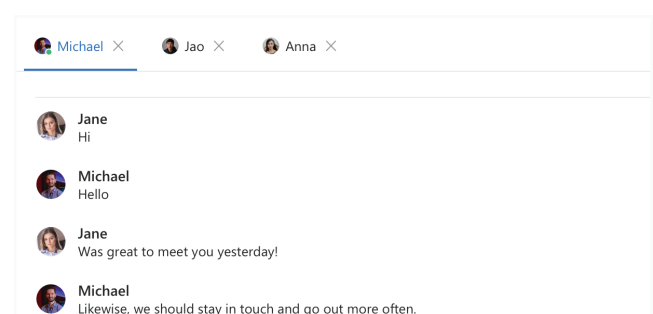 Michael Jao Anna
Jane
Hi
Michael
Hello
Jane
Was great to meet you yesterday!
Michael
Likewise, we should stay in touch and go out more often.